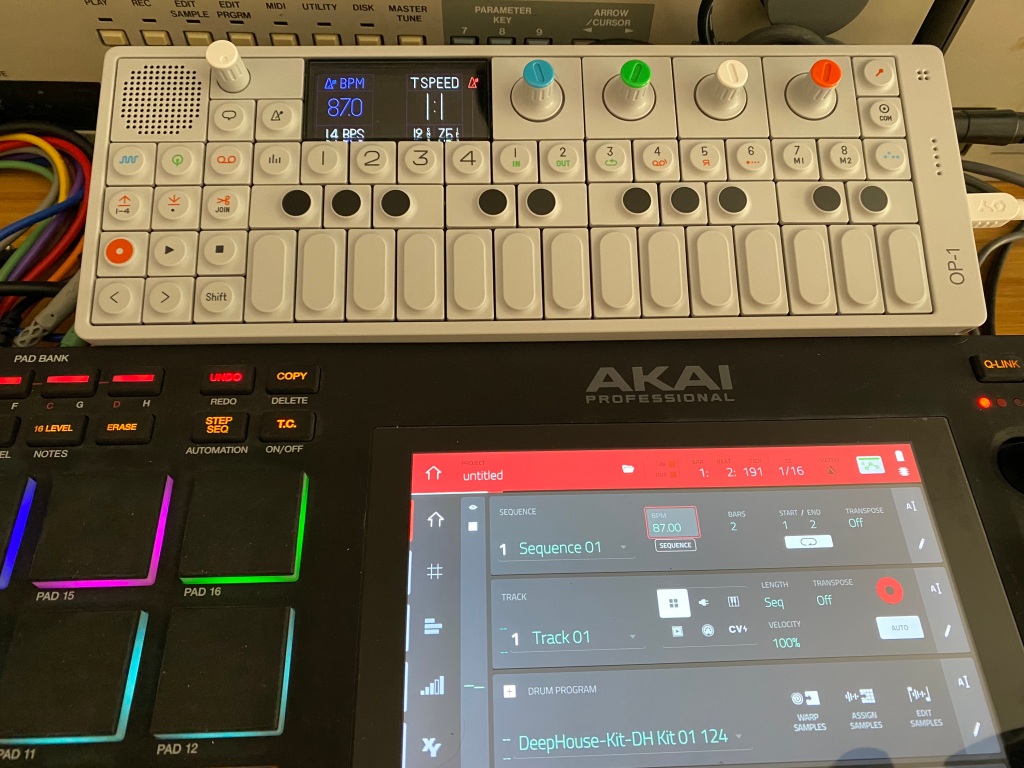 PLAY REC EDIT SAMPLE EDIT PRGRM MIDI UTILITY DISK MASTER TUNE
PARAMETER KEY
7 8 9
ARROW /CURSOR
BPM TSPEED
87.0
14 BPS
COM
1 2 3 4
1 IN
2 OUT
3
4
5
6
7 M1
8 M2
1-4
JOIN
Shift
OP-1
PAD BANK
F C G D H
UNDO COPY
REDO DELETE
16 LEVEL ERASE
STEP SEQ
T.C.
NOTES
AUTOMATION ON/OFF
AKAI
PROFESSIONAL
Q-LINK
PROJECT
untitled
1: 2: 191 1/16
SEQUENCE
BPM
87.00
SEQUENCE
BARS
2
START / END
1 2
TRANSPOSE
Off
1 Sequence 01
TRACK
LENGTH
Seq
TRANSPOSE
Off
1 Track 01
CV
VELOCITY
100%
AUTO
DRUM PROGRAM
DeepHouse-Kit-DH Kit 01 124
WARP SAMPLES
ASSIGN SAMPLES
EDIT SAMPLES
PAD 15
PAD 16
PAD 11
PAD 12